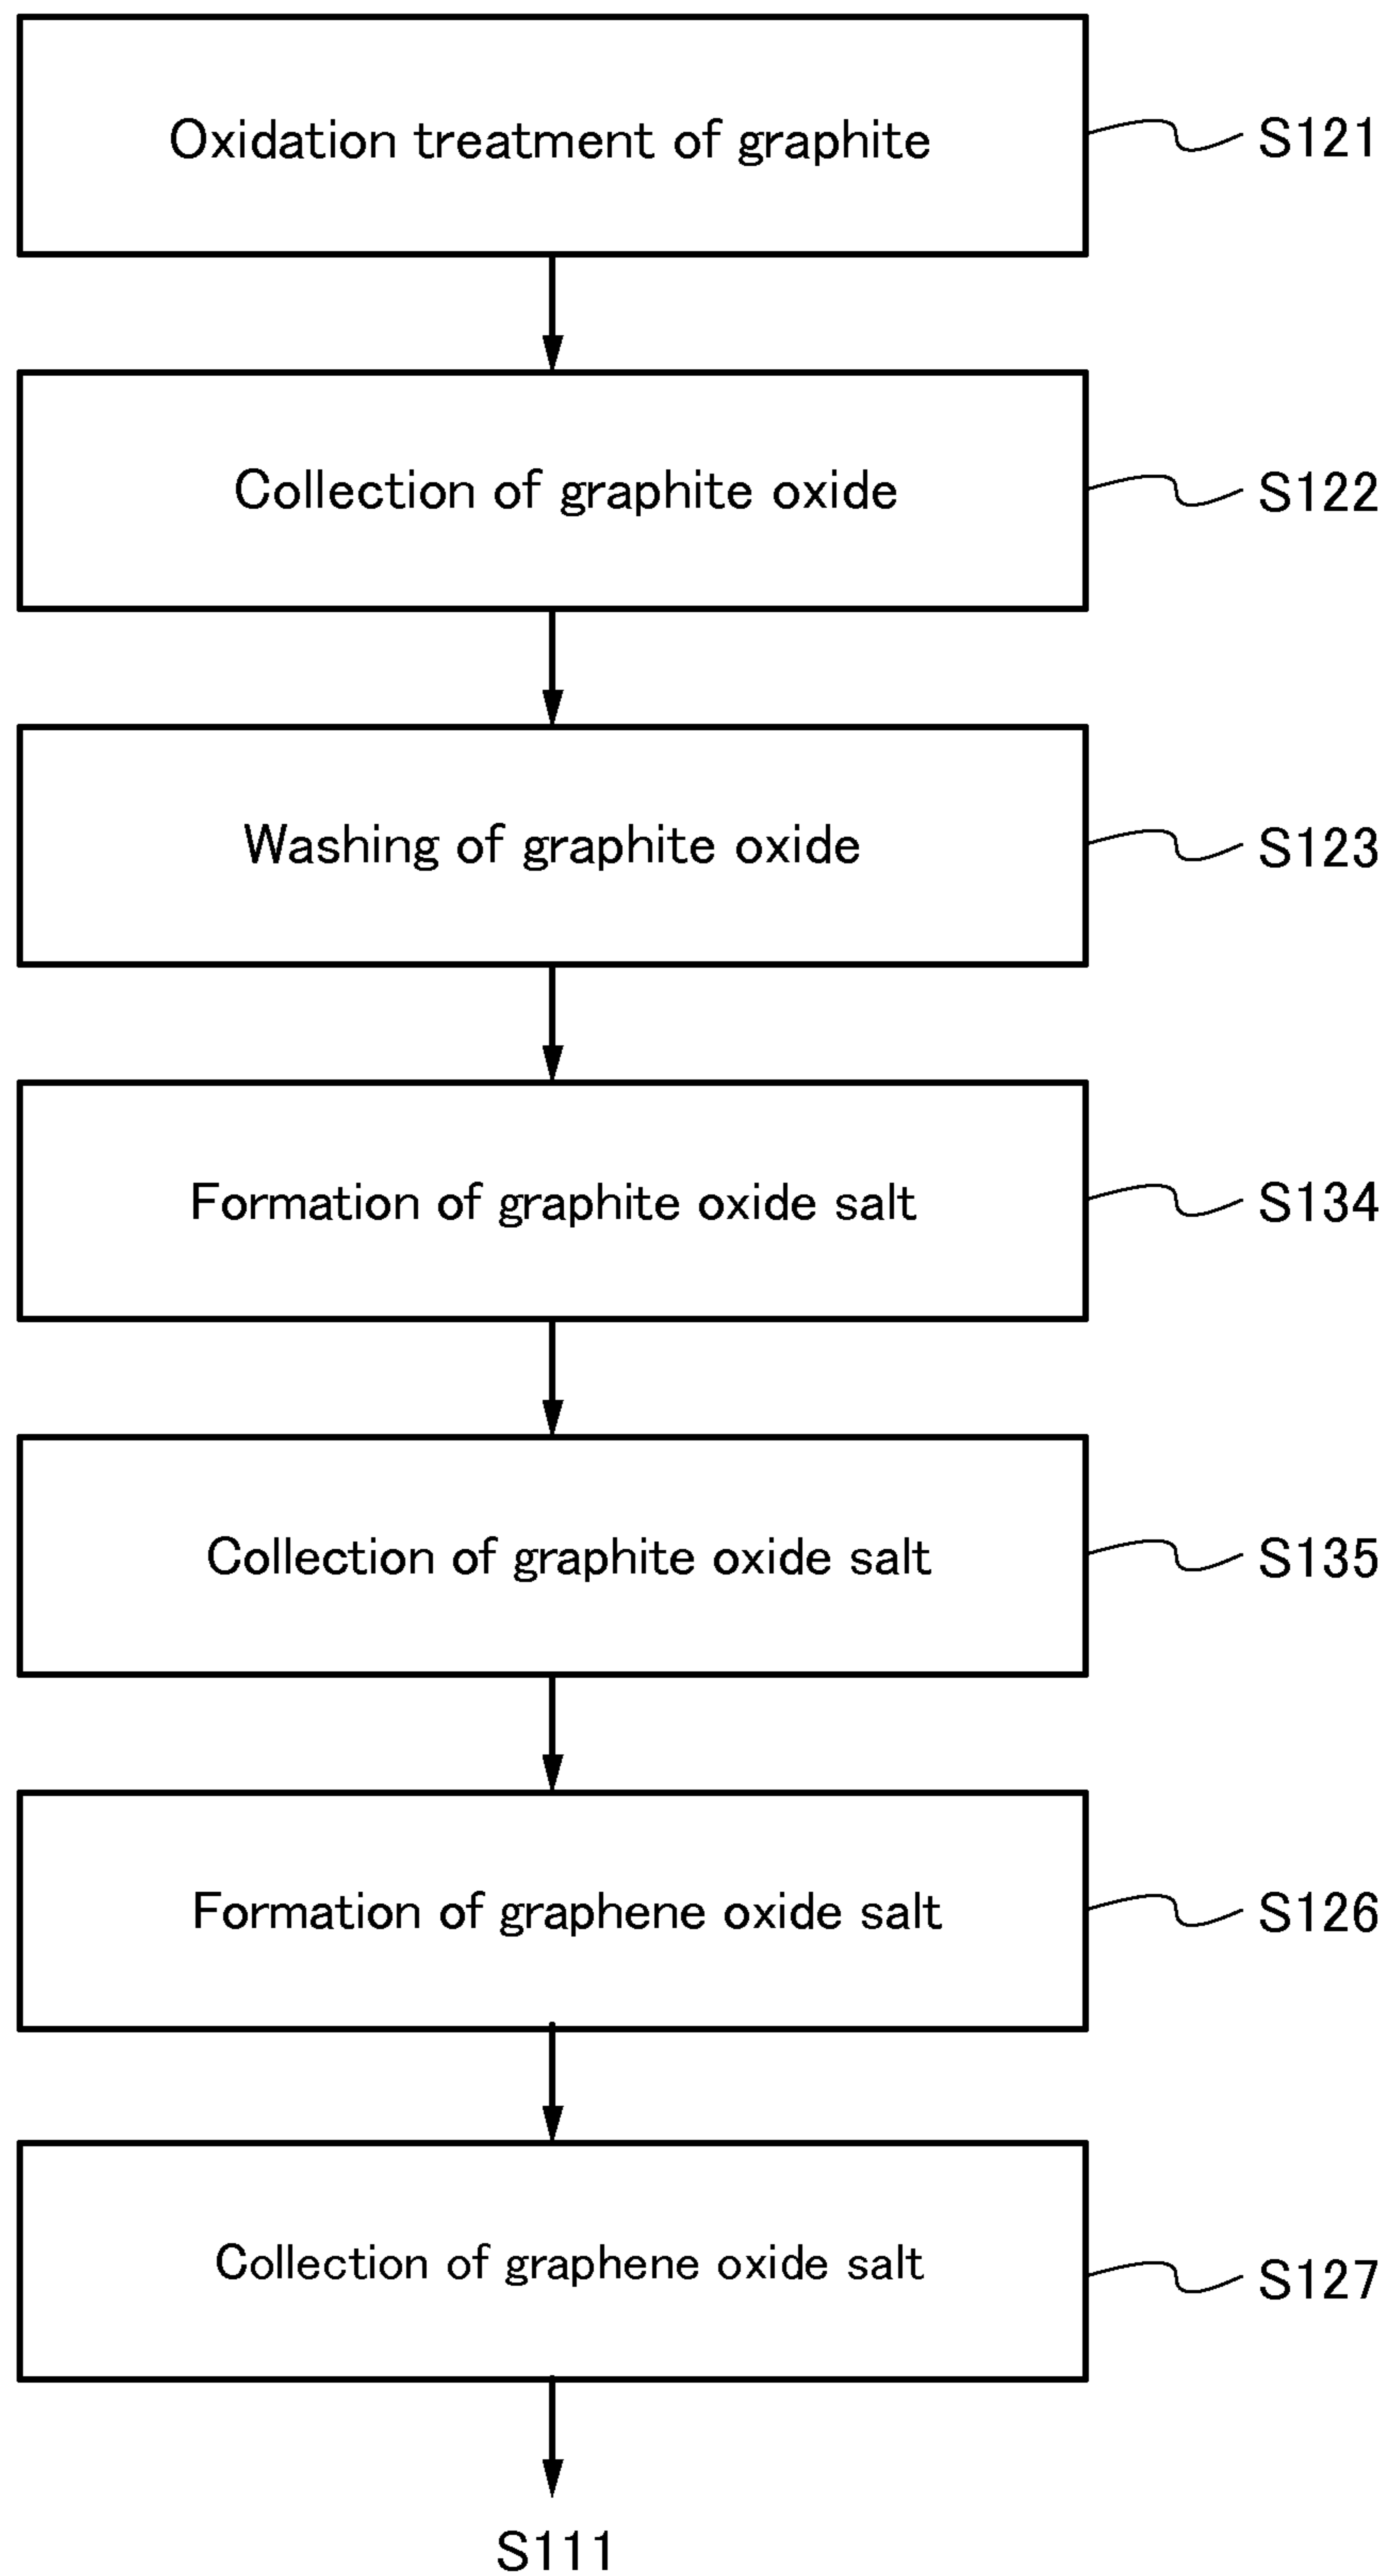 Oxidation treatment of graphite
S121
Collection of graphite oxide
S122
Washing of graphite oxide
S123
Formation of graphite oxide salt
S134
Collection of graphite oxide salt
S135
Formation of graphene oxide salt
S126
Collection of graphene oxide salt
S127
S111